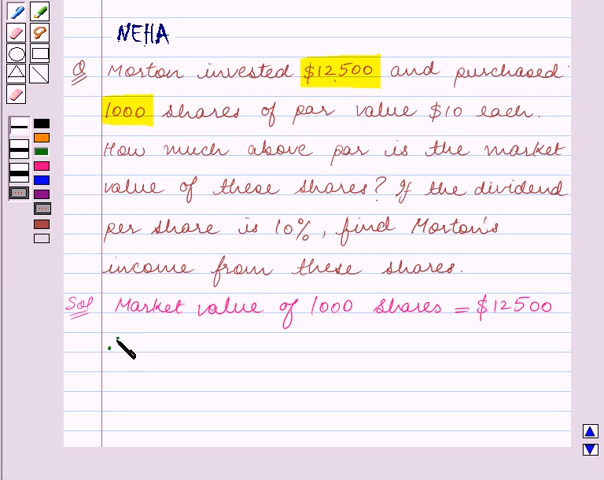 NEHA
Q Morton invested $12,500 and purchased
1000 shares of par value $10 each.
How much above par is the market
value of these shares? If the dividend
per share is 10%, find Morton's
income from these shares.
Sol Market value of 1000 shares = $12500